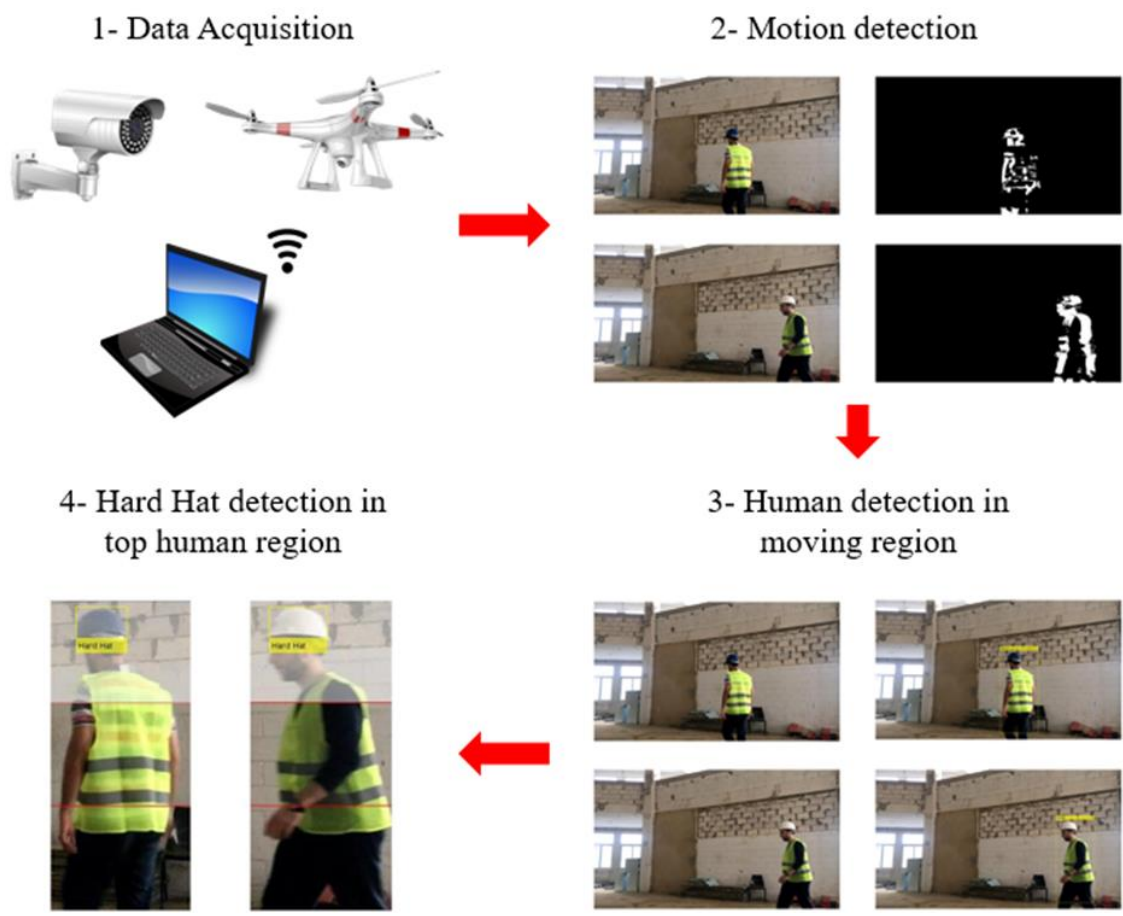 1- Data Acquisition
2- Motion detection
3- Human detection in
moving region
4- Hard Hat detection in
top human region
Hard Hat
Hard Hat